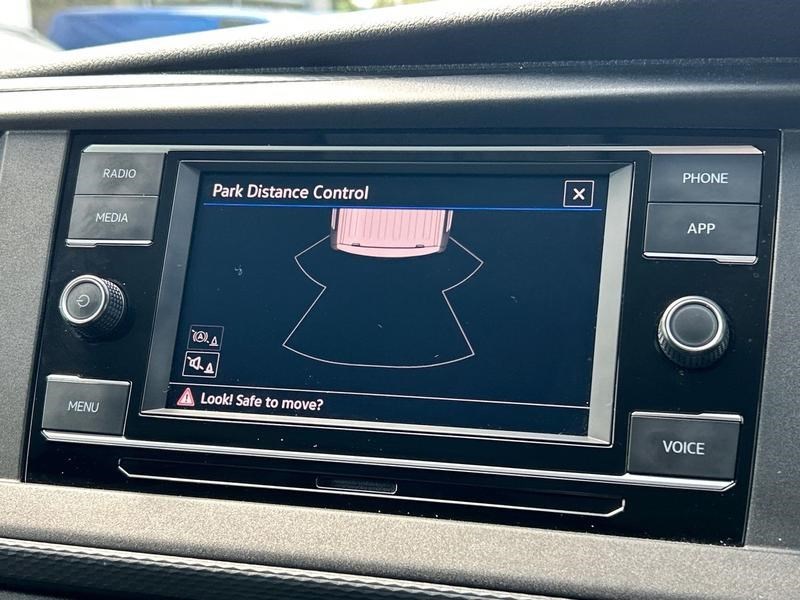 RADIO
Park Distance Control
PHONE
MEDIA
APP
MENU
Look! Safe to move?
VOICE